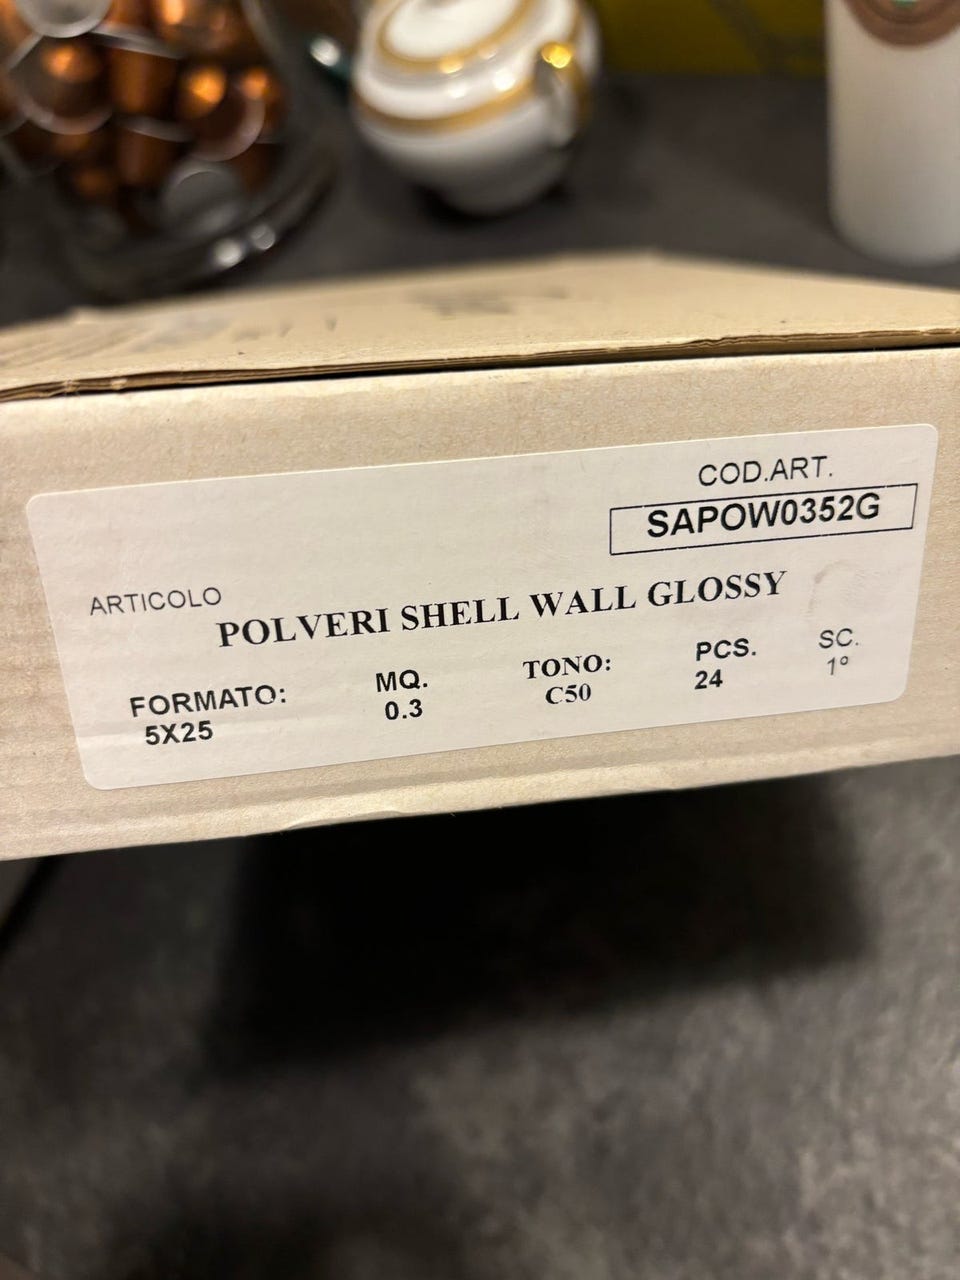 COD.ART.
SAPOW0352G
ARTICOLO
POLVERI SHELL WALL GLOSSY
FORMATO: MQ. TONO: PCS. SC.
5X25 0.3 C50 24 1°